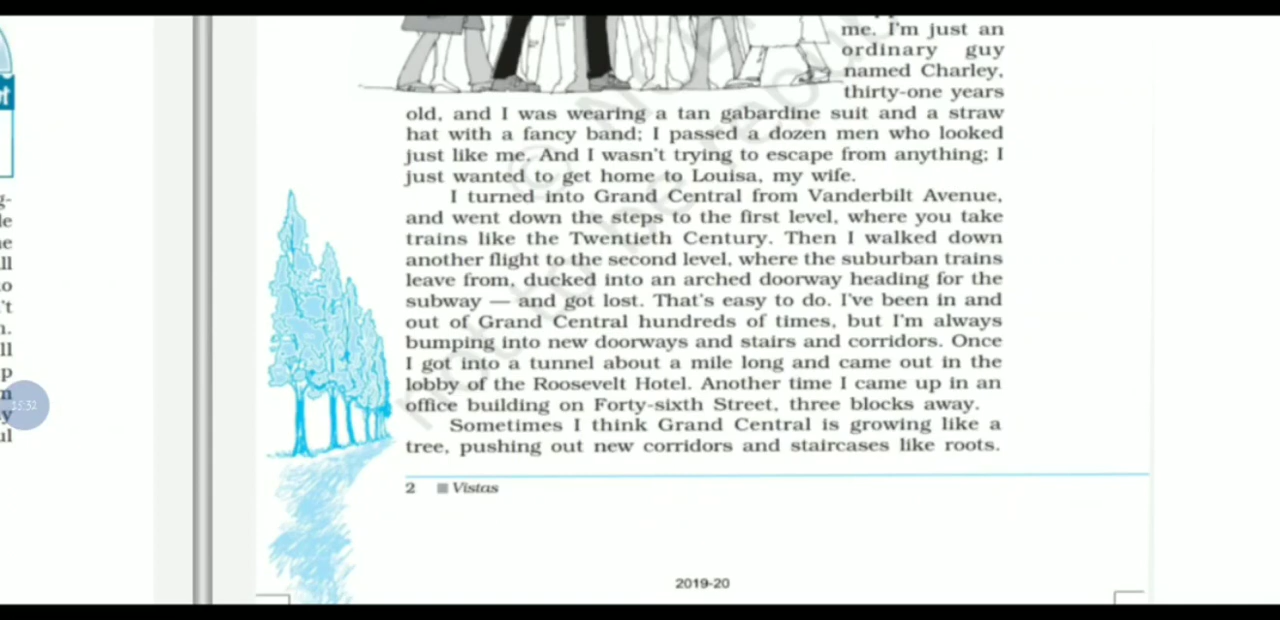 me. I'm just an
ordinary guy
named Charley,
thirty-one years
old, and I was wearing a tan gabardine suit and a straw
hat with a fancy band; I passed a dozen men who looked
just like me. And I wasn't trying to escape from anything; I
just wanted to get home to Louisa, my wife.
I turned into Grand Central from Vanderbilt Avenue,
and went down the steps to the first level, where you take
trains like the Twentieth Century. Then I walked down
another flight to the second level, where the suburban trains
leave from, ducked into an arched doorway heading for the
subway — and got lost. That's easy to do. I've been in and
out of Grand Central hundreds of times, but I'm always
bumping into new doorways and stairs and corridors. Once
I got into a tunnel about a mile long and came out in the
lobby of the Roosevelt Hotel. Another time I came up in an
office building on Forty-sixth Street, three blocks away.
Sometimes I think Grand Central is growing like a
tree, pushing out new corridors and staircases like roots.
2 Vistas
2019-20